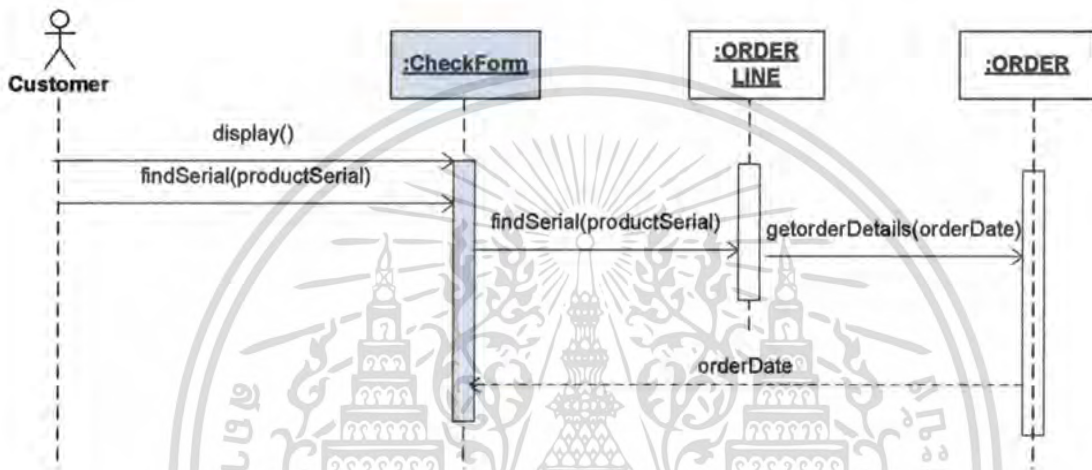 Customer
:CheckForm
:ORDER
LINE
:ORDER
display()
findSerial(productSerial)
findSerial(productSerial)
getorderDetails(orderDate)
orderDate